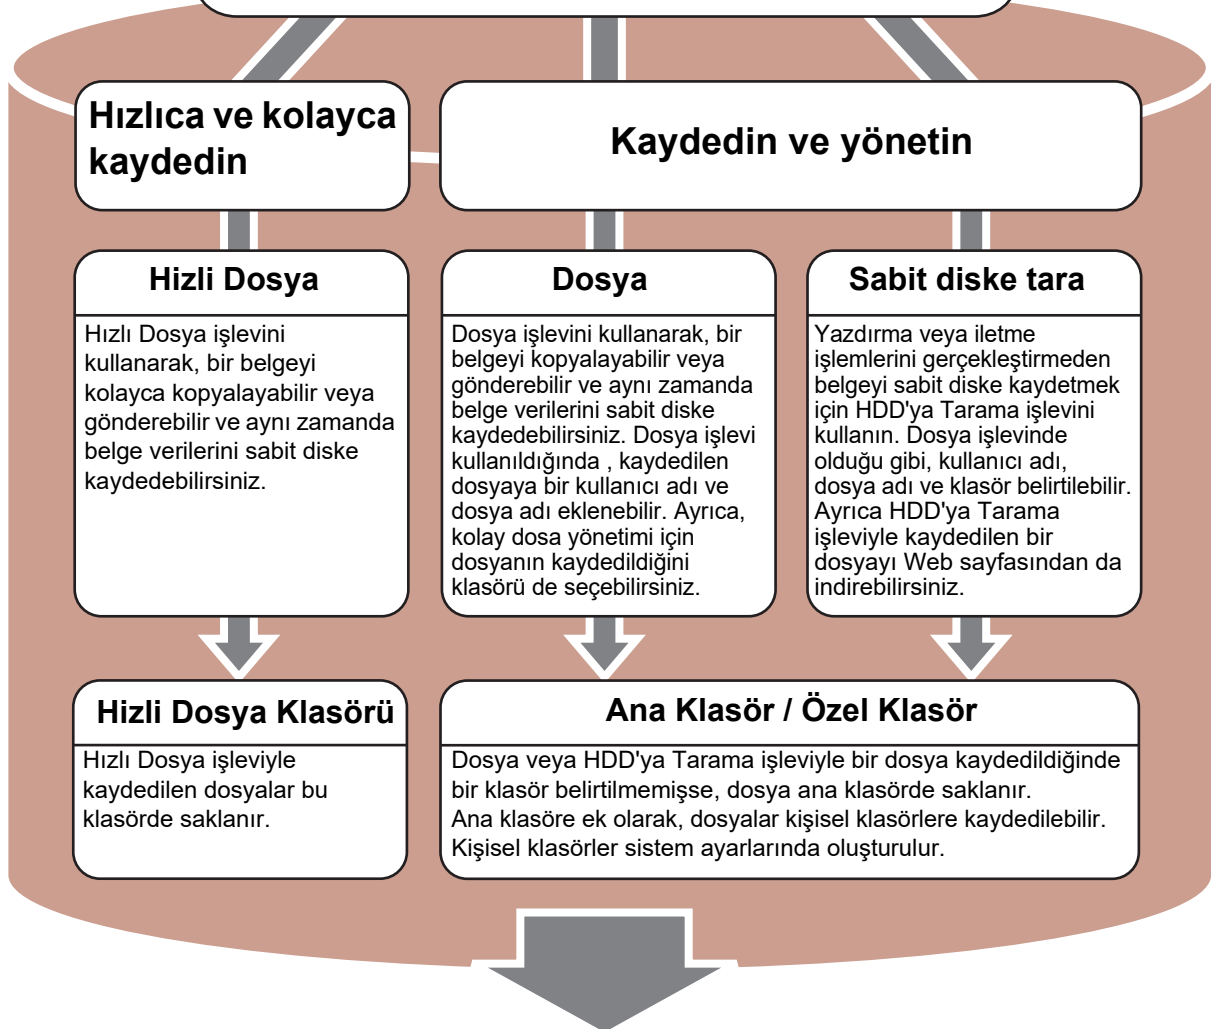 Hızlıca ve kolayca
kaydedin
Kaydedin ve yönetin
Hizli Dosya
Hızlı Dosya işlevini
kullanarak, bir belgeyi
kolayca kopyalayabilir veya
gönderebilir ve aynı zamanda
belge verilerini sabit diske
kaydedebilirsiniz.
Dosya
Dosya işlevini kullanarak, bir
belgeyi kopyalayabilir veya
gönderebilir ve aynı zamanda
belge verilerini sabit diske
kaydedebilirsiniz. Dosya işlevi
kullanıldığında , kaydedilen
dosyaya bir kullanıcı adı ve
dosya adı eklenebilir. Ayrıca,
kolay dosa yönetimi için
dosyanın kaydedildiğini
klasörü de seçebilirsiniz.
Sabit diske tara
Yazdırma veya iletme
işlemlerini gerçekleştirmeden
belgeyi sabit diske kaydetmek
için HDD'ya Tarama işlevini
kullanın. Dosya işlevinde
olduğu gibi, kullanıcı adı,
dosya adı ve klasör belirtilebilir.
Ayrıca HDD'ya Tarama
işleviyle kaydedilen bir
dosyayı Web sayfasından da
indirebilirsiniz.
Hizli Dosya Klasörü
Hızlı Dosya işleviyle
kaydedilen dosyalar bu
klasörde saklanır.
Ana Klasör / Özel Klasör
Dosya veya HDD'ya Tarama işleviyle bir dosya kaydedildiğinde
bir klasör belirtilmemişse, dosya ana klasörde saklanır.
Ana klasöre ek olarak, dosyalar kişisel klasörlere kaydedilebilir.
Kişisel klasörler sistem ayarlarında oluşturulur.